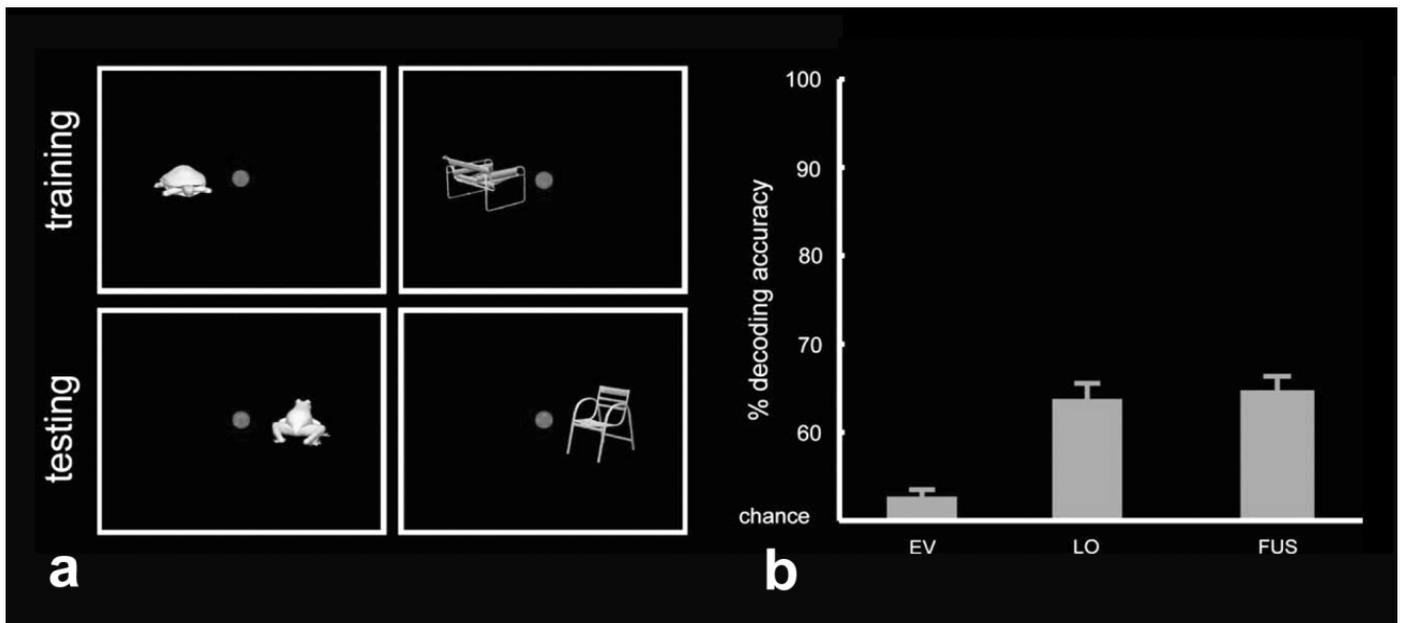 training
testing
a
100
90
80
70
60
chance
% decoding accuracy
EV
LO
FUS
b